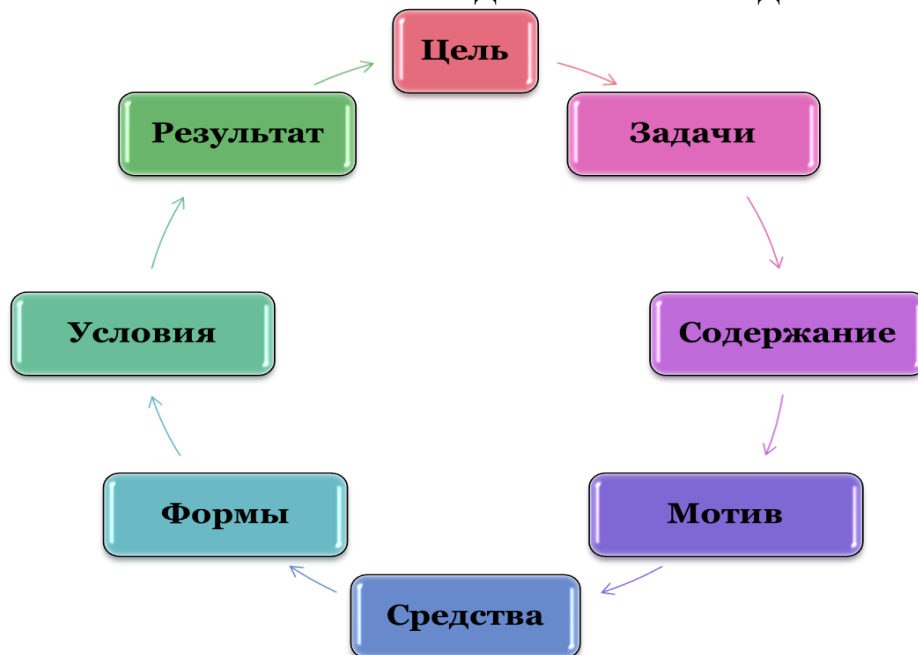 Цель
Задачи
Содержание
Мотив
Средства
Формы
Условия
Результат